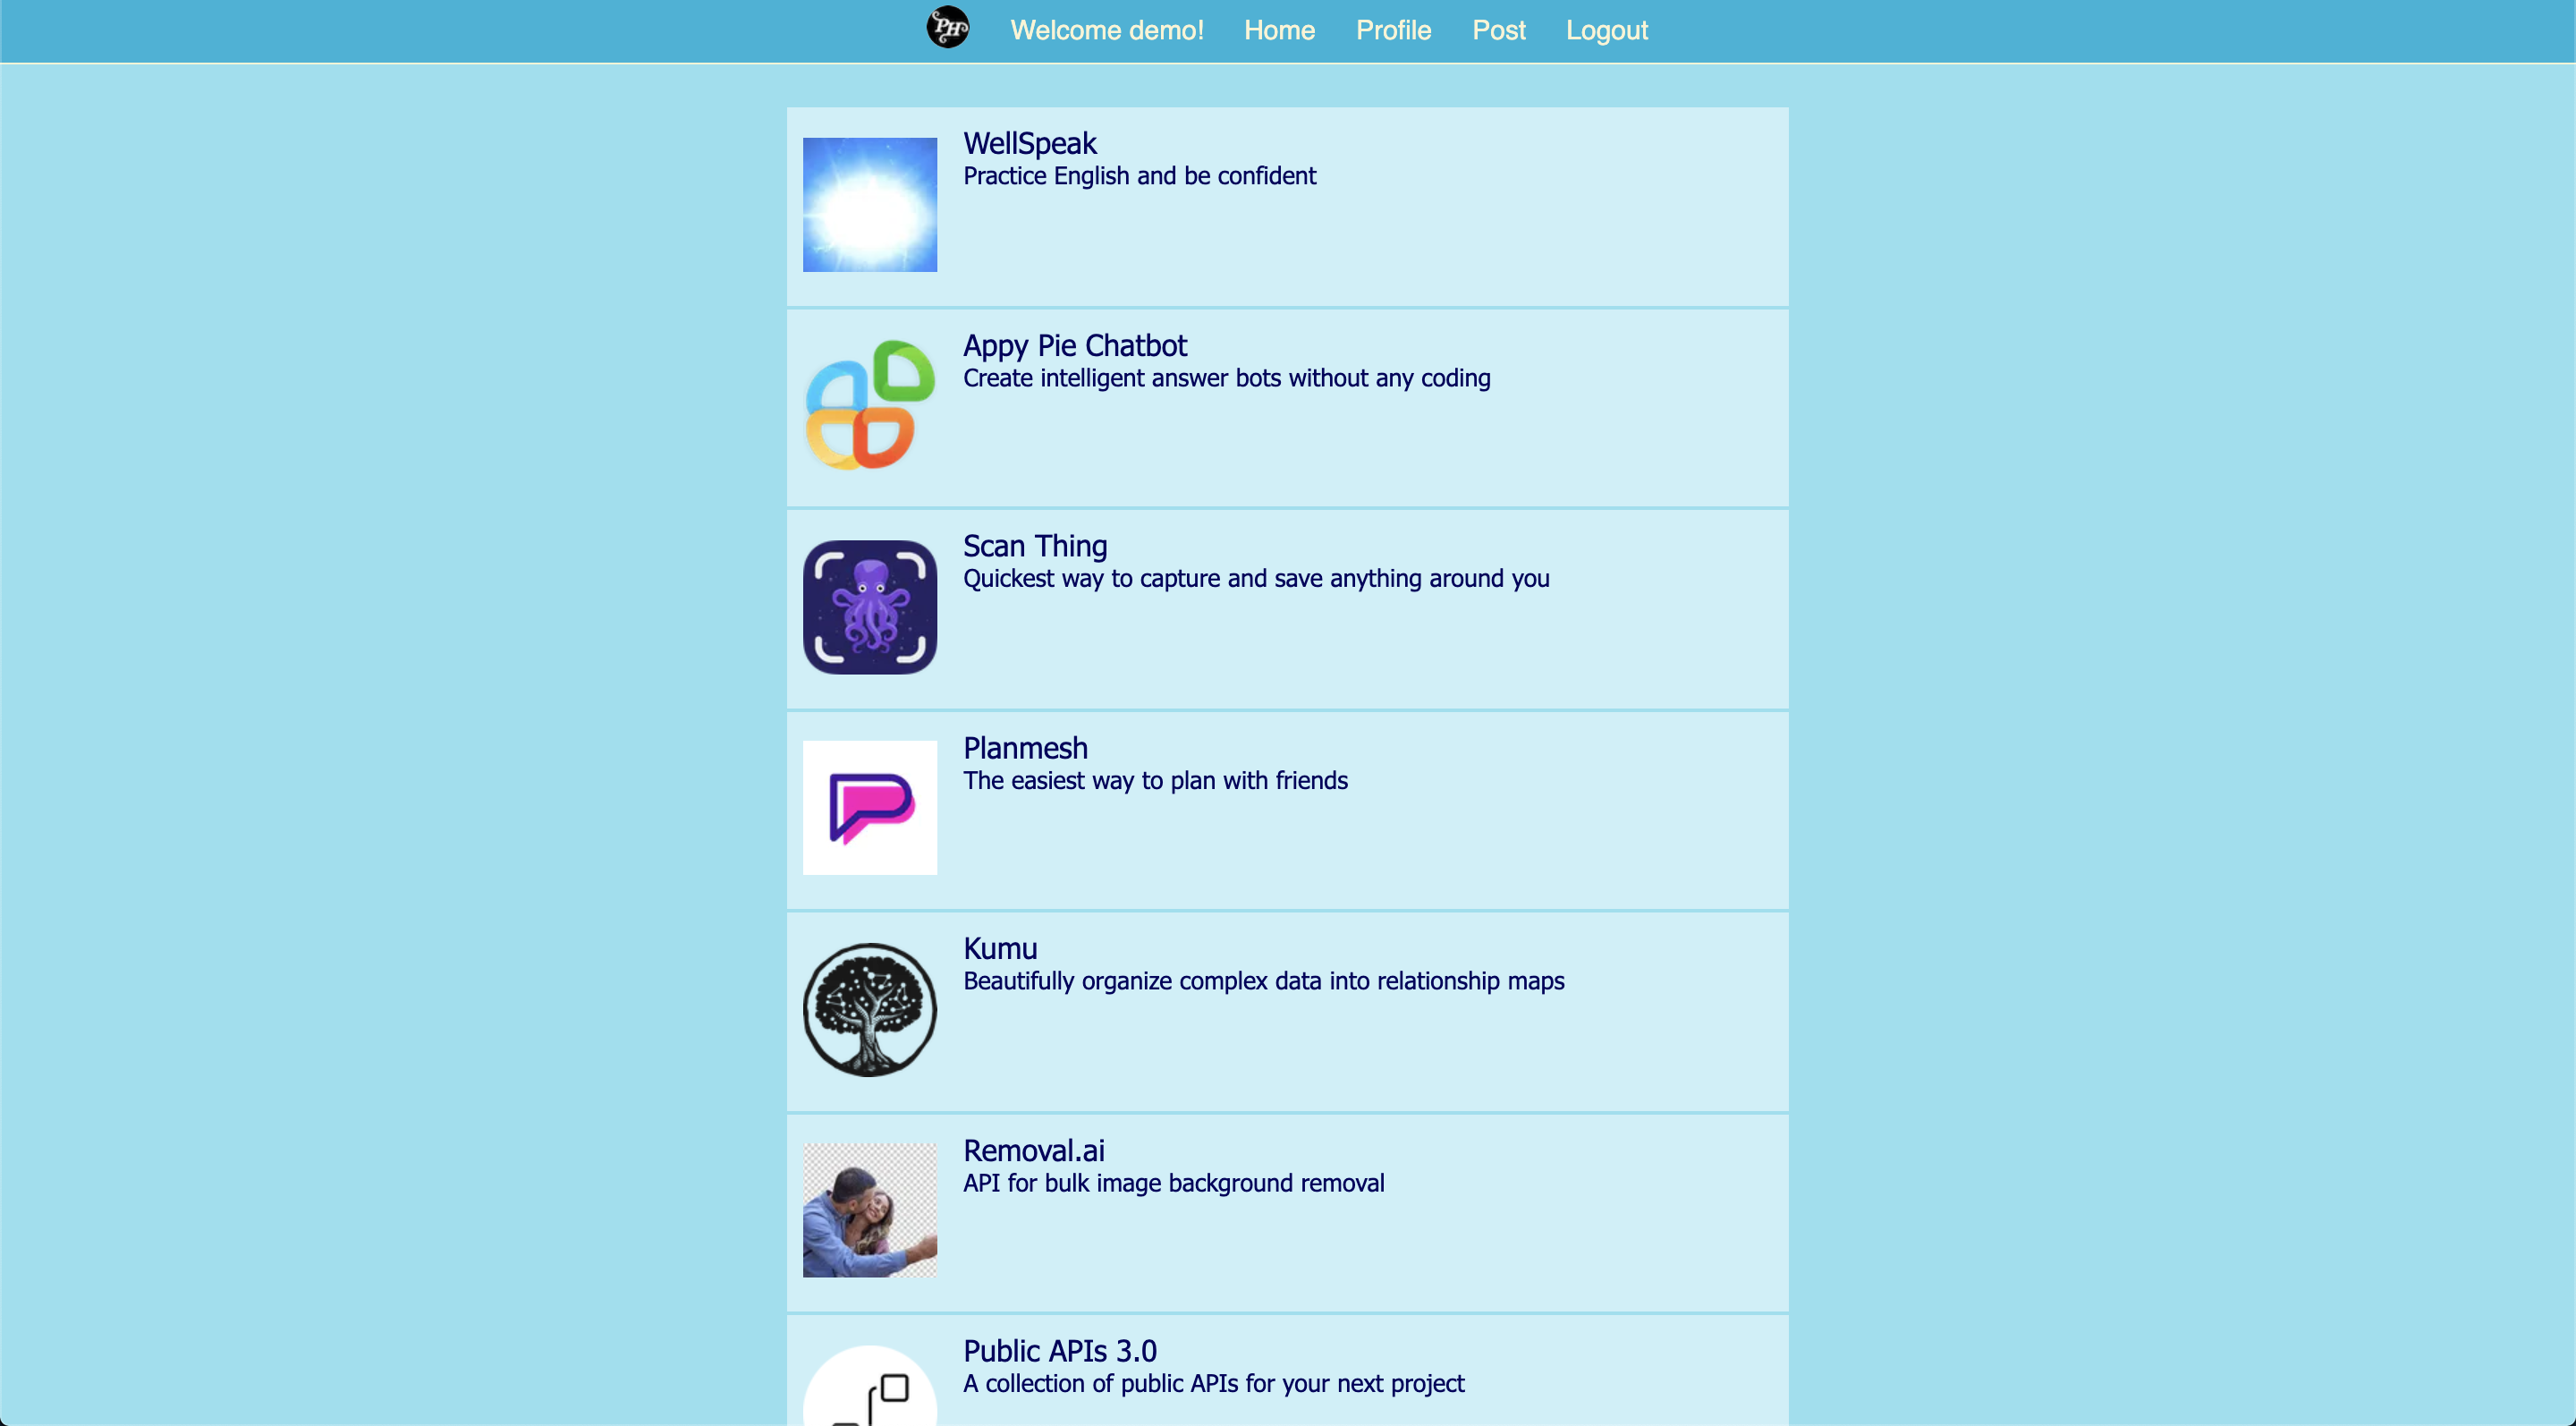 PH Welcome demo! Home Profile Post Logout
WellSpeak
Practice English and be confident
Appy Pie Chatbot
Create intelligent answer bots without any coding
Scan Thing
Quickest way to capture and save anything around you
Planmesh
The easiest way to plan with friends
Kumu
Beautifully organize complex data into relationship maps
Removal.ai
API for bulk image background removal
Public APIs 3.0
A collection of public APIs for your next project